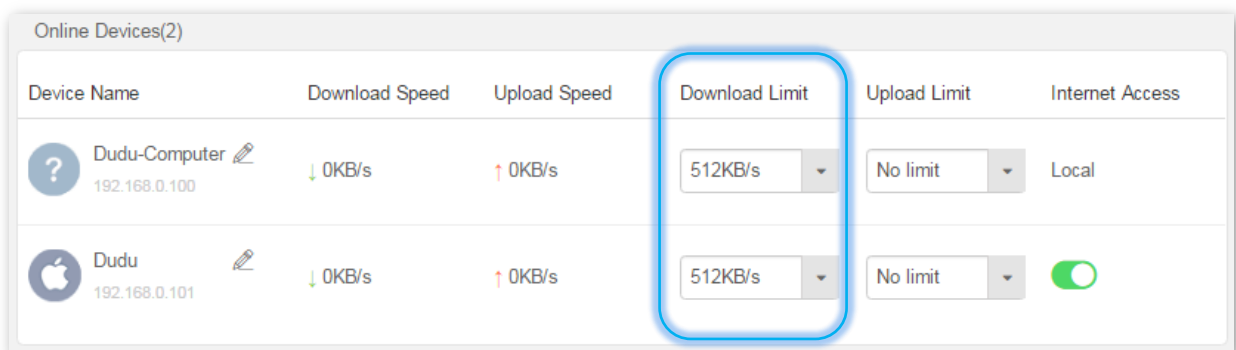 Online Devices(2)
Device Name Download Speed Upload Speed Download Limit Upload Limit Internet Access
? Dudu-Computer ↓ 0KB/s ↑ 0KB/s 512KB/s No limit Local
192.168.0.100
Dudu ↓ 0KB/s ↑ 0KB/s 512KB/s No limit
192.168.0.101